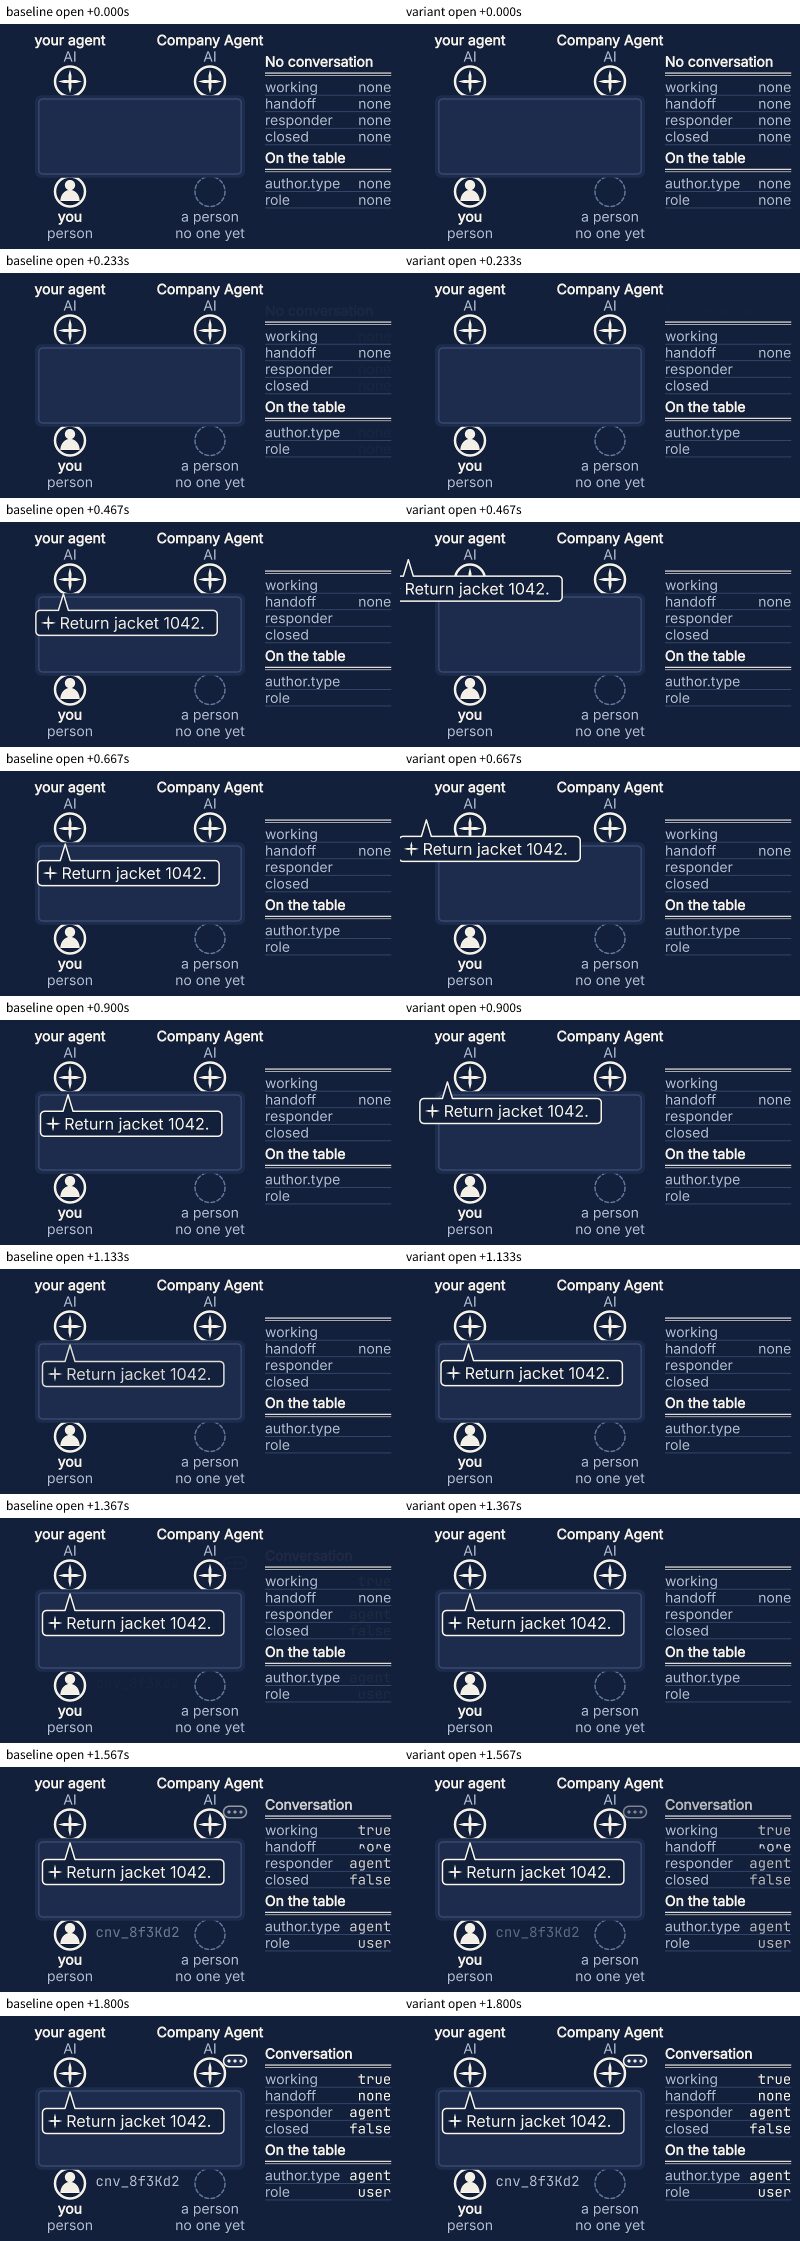 baseline open +0.000s
your agent
AI
Company Agent
AI
you
person
a person
no one yet
No conversation
working none
handoff none
responder none
closed none
On the table
author.type none
role none
variant open +0.000s
your agent
AI
Company Agent
AI
you
person
a person
no one yet
No conversation
working none
handoff none
responder none
closed none
On the table
author.type none
role none
baseline open +0.233s
your agent
AI
Company Agent
AI
you
person
a person
no one yet
No conversation
working none
handoff none
responder none
closed none
On the table
author.type none
role none
variant open +0.233s
your agent
AI
Company Agent
AI
you
person
a person
no one yet
working
handoff none
responder
closed
On the table
author.type
role
baseline open +0.467s
your agent
AI
Company Agent
AI
Return jacket 1042.
you
person
a person
no one yet
working
handoff none
responder
closed
On the table
author.type
role
variant open +0.467s
your agent
AI
Company Agent
AI
Return jacket 1042.
you
person
a person
no one yet
working
handoff none
responder
closed
On the table
author.type
role
baseline open +0.667s
your agent
AI
Company Agent
AI
Return jacket 1042.
you
person
a person
no one yet
working
handoff none
responder
closed
On the table
author.type
role
variant open +0.667s
your agent
AI
Company Agent
AI
Return jacket 1042.
you
person
a person
no one yet
working
handoff none
responder
closed
On the table
author.type
role
baseline open +0.900s
your agent
AI
Company Agent
AI
Return jacket 1042.
you
person
a person
no one yet
working
handoff none
responder
closed
On the table
author.type
role
variant open +0.900s
your agent
AI
Company Agent
AI
Return jacket 1042.
you
person
a person
no one yet
working
handoff none
responder
closed
On the table
author.type
role
baseline open +1.133s
your agent
AI
Company Agent
AI
Return jacket 1042.
you
person
a person
no one yet
working
handoff none
responder
closed
On the table
author.type
role
variant open +1.133s
your agent
AI
Company Agent
AI
Return jacket 1042.
you
person
a person
no one yet
working
handoff none
responder
closed
On the table
author.type
role
baseline open +1.367s
your agent
AI
Company Agent
AI
Return jacket 1042.
cnv_8f3Kd2
you
person
a person
no one yet
Conversation
working true
handoff none
responder agent
closed false
On the table
author.type agent
role user
variant open +1.367s
your agent
AI
Company Agent
AI
Return jacket 1042.
you
person
a person
no one yet
working
handoff none
responder
closed
On the table
author.type
role
baseline open +1.567s
your agent
AI
Company Agent
AI
Return jacket 1042.
cnv_8f3Kd2
you
person
a person
no one yet
Conversation
working true
handoff none
responder agent
closed false
On the table
author.type agent
role user
variant open +1.567s
your agent
AI
Company Agent
AI
Return jacket 1042.
cnv_8f3Kd2
you
person
a person
no one yet
Conversation
working true
handoff none
responder agent
closed false
On the table
author.type agent
role user
baseline open +1.800s
your agent
AI
Company Agent
AI
Return jacket 1042.
cnv_8f3Kd2
you
person
a person
no one yet
Conversation
working true
handoff none
responder agent
closed false
On the table
author.type agent
role user
variant open +1.800s
your agent
AI
Company Agent
AI
Return jacket 1042.
cnv_8f3Kd2
you
person
a person
no one yet
Conversation
working true
handoff none
responder agent
closed false
On the table
author.type agent
role user